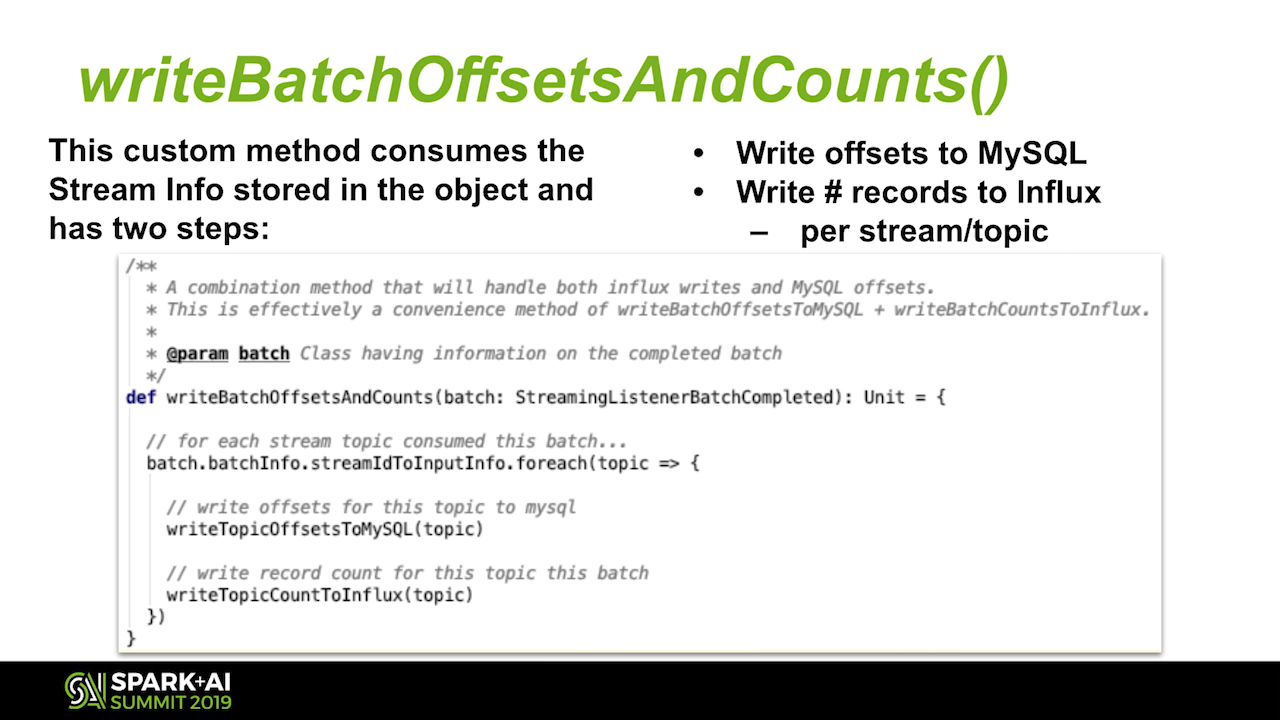 writeBatchOffsetsAndCounts()
This custom method consumes the
Stream Info stored in the object and
has two steps:
• Write offsets to MySQL
• Write # records to Influx
– per stream/topic
/**
* A combination method that will handle both influx writes and MySQL offsets.
* This is effectively a convenience method of writeBatchOffsetsToMySQL + writeBatchCountsToInflux.
*
* @param batch Class having information on the completed batch
*/
def writeBatchOffsetsAndCounts(batch: StreamingListenerBatchCompleted): Unit = {
// for each stream topic consumed this batch...
batch.batchInfo.streamIdToInputInfo.foreach(topic => {
// write offsets for this topic to mysql
writeTopicOffsetsToMySQL(topic)
// write record count for this topic this batch
writeTopicCountToInflux(topic)
})
}
SPARK+AI
SUMMIT 2019